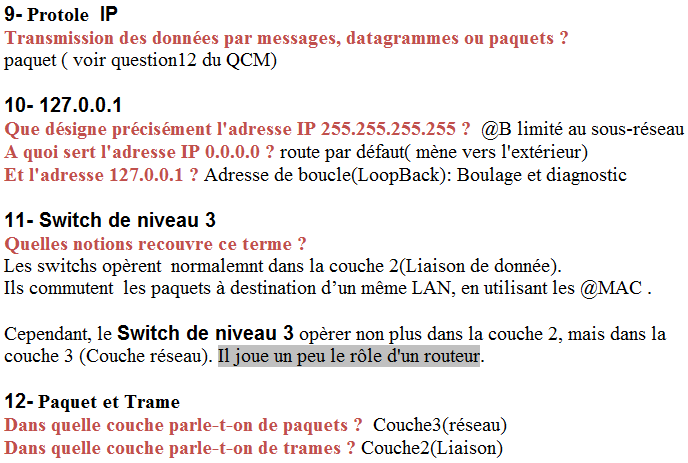 9- Protole IP
Transmission des données par messages, datagrammes ou paquets ?
paquet ( voir question12 du QCM)
10- 127.0.0.1
Que désigne précisément l'adresse IP 255.255.255.255 ? @B limité au sous-réseau
A quoi sert l'adresse IP 0.0.0.0 ? route par défaut( mène vers l'extérieur)
Et l'adresse 127.0.0.1 ? Adresse de boucle(LoopBack): Boulage et diagnostic
11- Switch de niveau 3
Quelles notions recouvre ce terme ?
Les switchs opèrent normalemnt dans la couche 2(Liaison de donnée).
Ils commutent les paquets à destination d’un même LAN, en utilisant les @MAC .
Cependant, le Switch de niveau 3 opèrer non plus dans la couche 2, mais dans la
couche 3 (Couche réseau). Il joue un peu le rôle d'un routeur.
12- Paquet et Trame
Dans quelle couche parle-t-on de paquets ? Couche3(réseau)
Dans quelle couche parle-t-on de trames ? Couche2(Liaison)